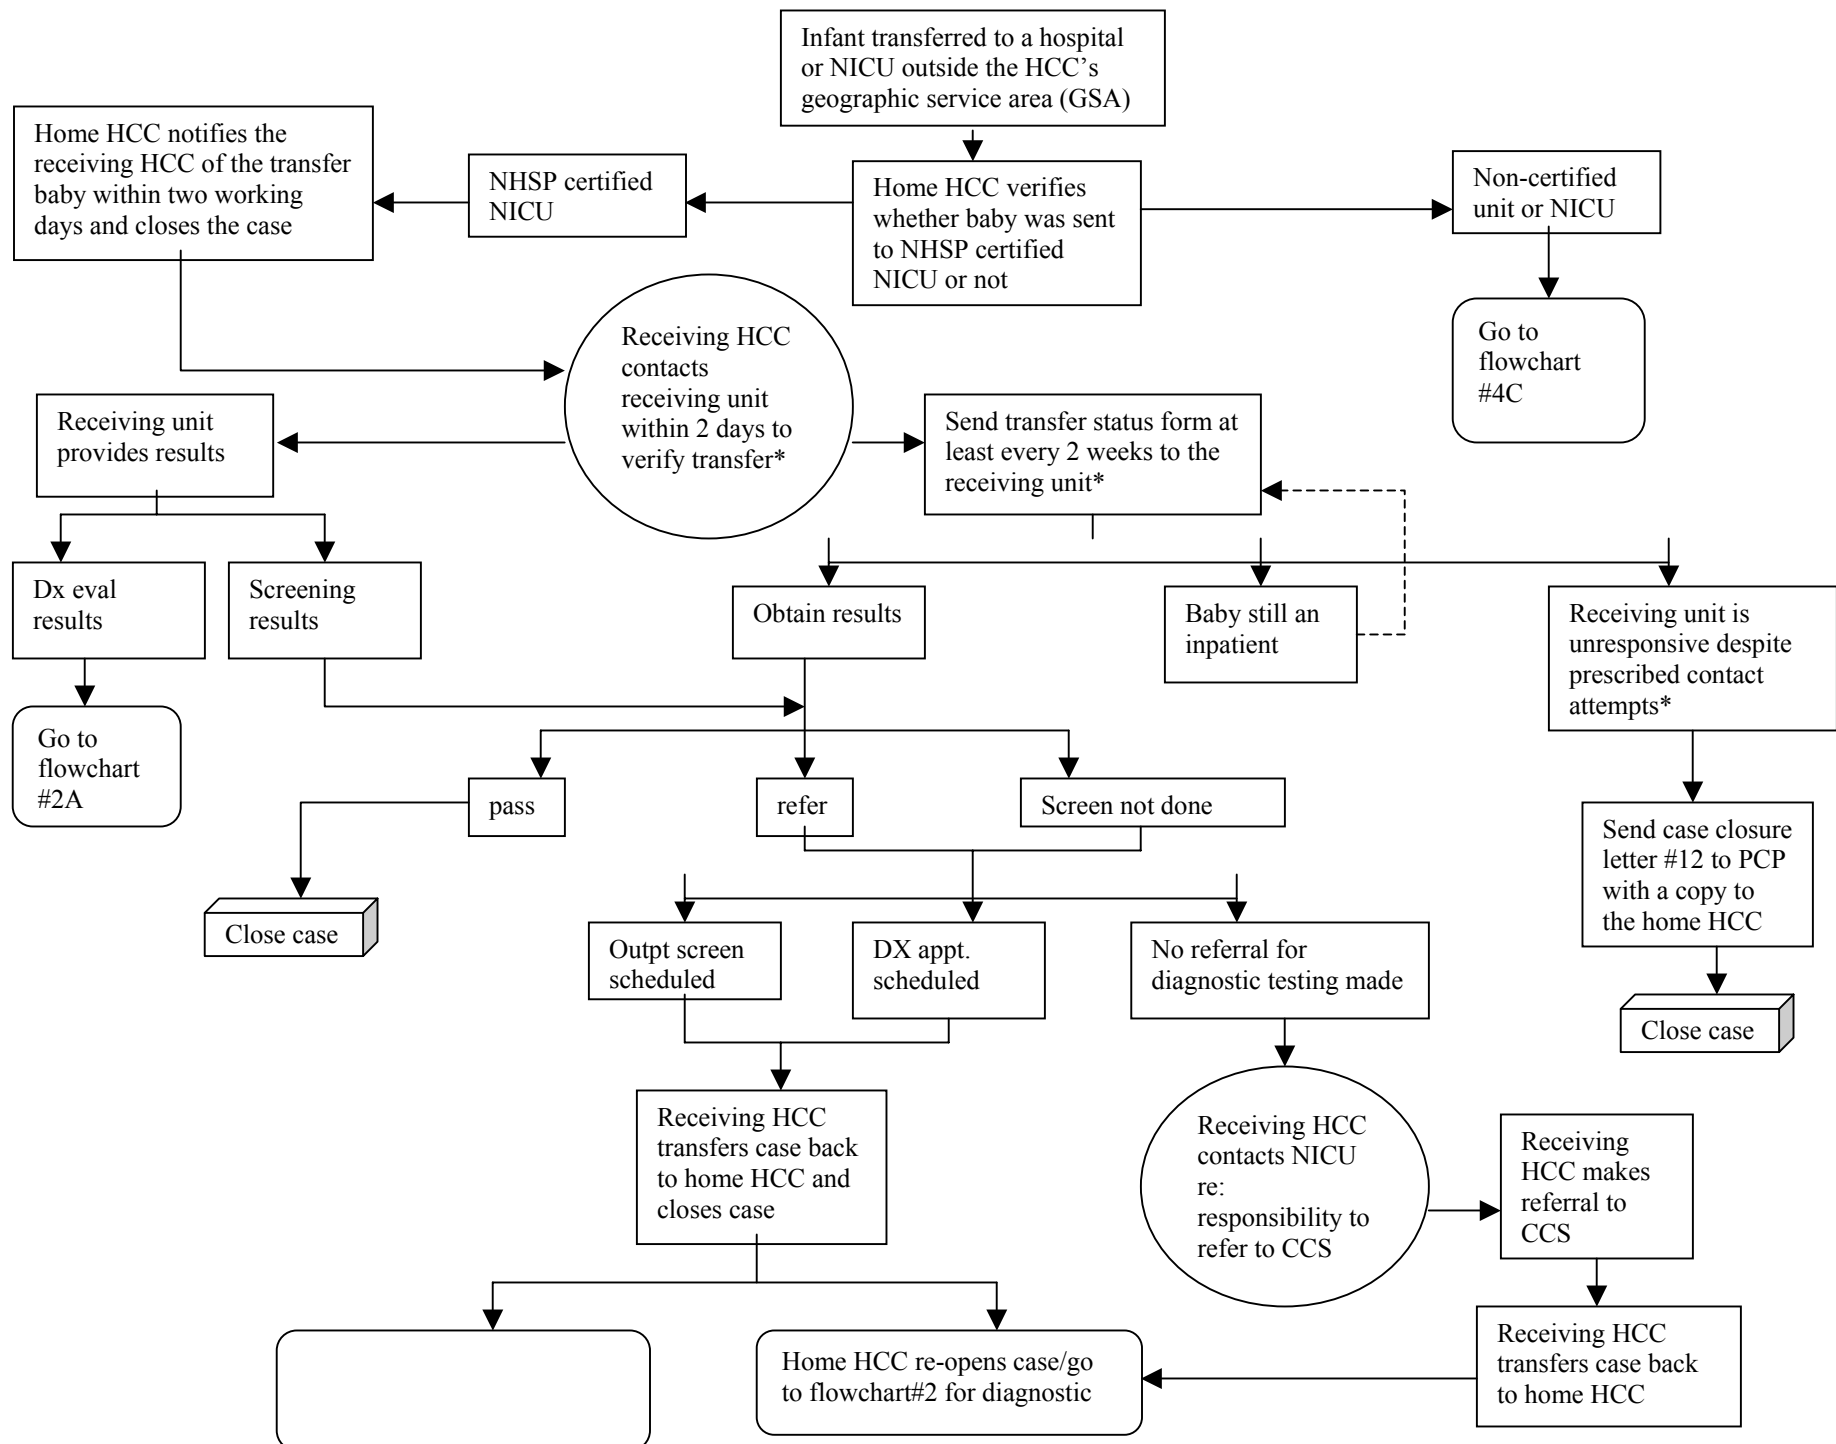 Infant transferred to a hospital
or NICU outside the HCC’s
geographic service area (GSA)
Home HCC notifies the
receiving HCC of the transfer
baby within two working
days and closes the case
NHSP certified
NICU
Home HCC verifies
whether baby was sent
to NHSP certified
NICU or not
Non-certified
unit or NICU
Go to
flowchart
#4C
Receiving HCC
contacts
receiving unit
within 2 days to
verify transfer*
Receiving unit
provides results
Send transfer status form at
least every 2 weeks to the
receiving unit*
Dx eval
results
Screening
results
Obtain results
Baby still an
inpatient
Receiving unit is
unresponsive despite
prescribed contact
attempts*
Go to
flowchart
#2A
pass
refer
Screen not done
Send case closure
letter #12 to PCP
with a copy to
the home HCC
Close case
Outpt screen
scheduled
DX appt.
scheduled
No referral for
diagnostic testing made
Close case
Receiving HCC
transfers case back
to home HCC and
closes case
Receiving HCC
contacts NICU
re:
responsibility to
refer to CCS
Receiving
HCC makes
referral to
CCS
Home HCC re-opens case/go
to flowchart#2 for diagnostic
Receiving HCC
transfers case back
to home HCC